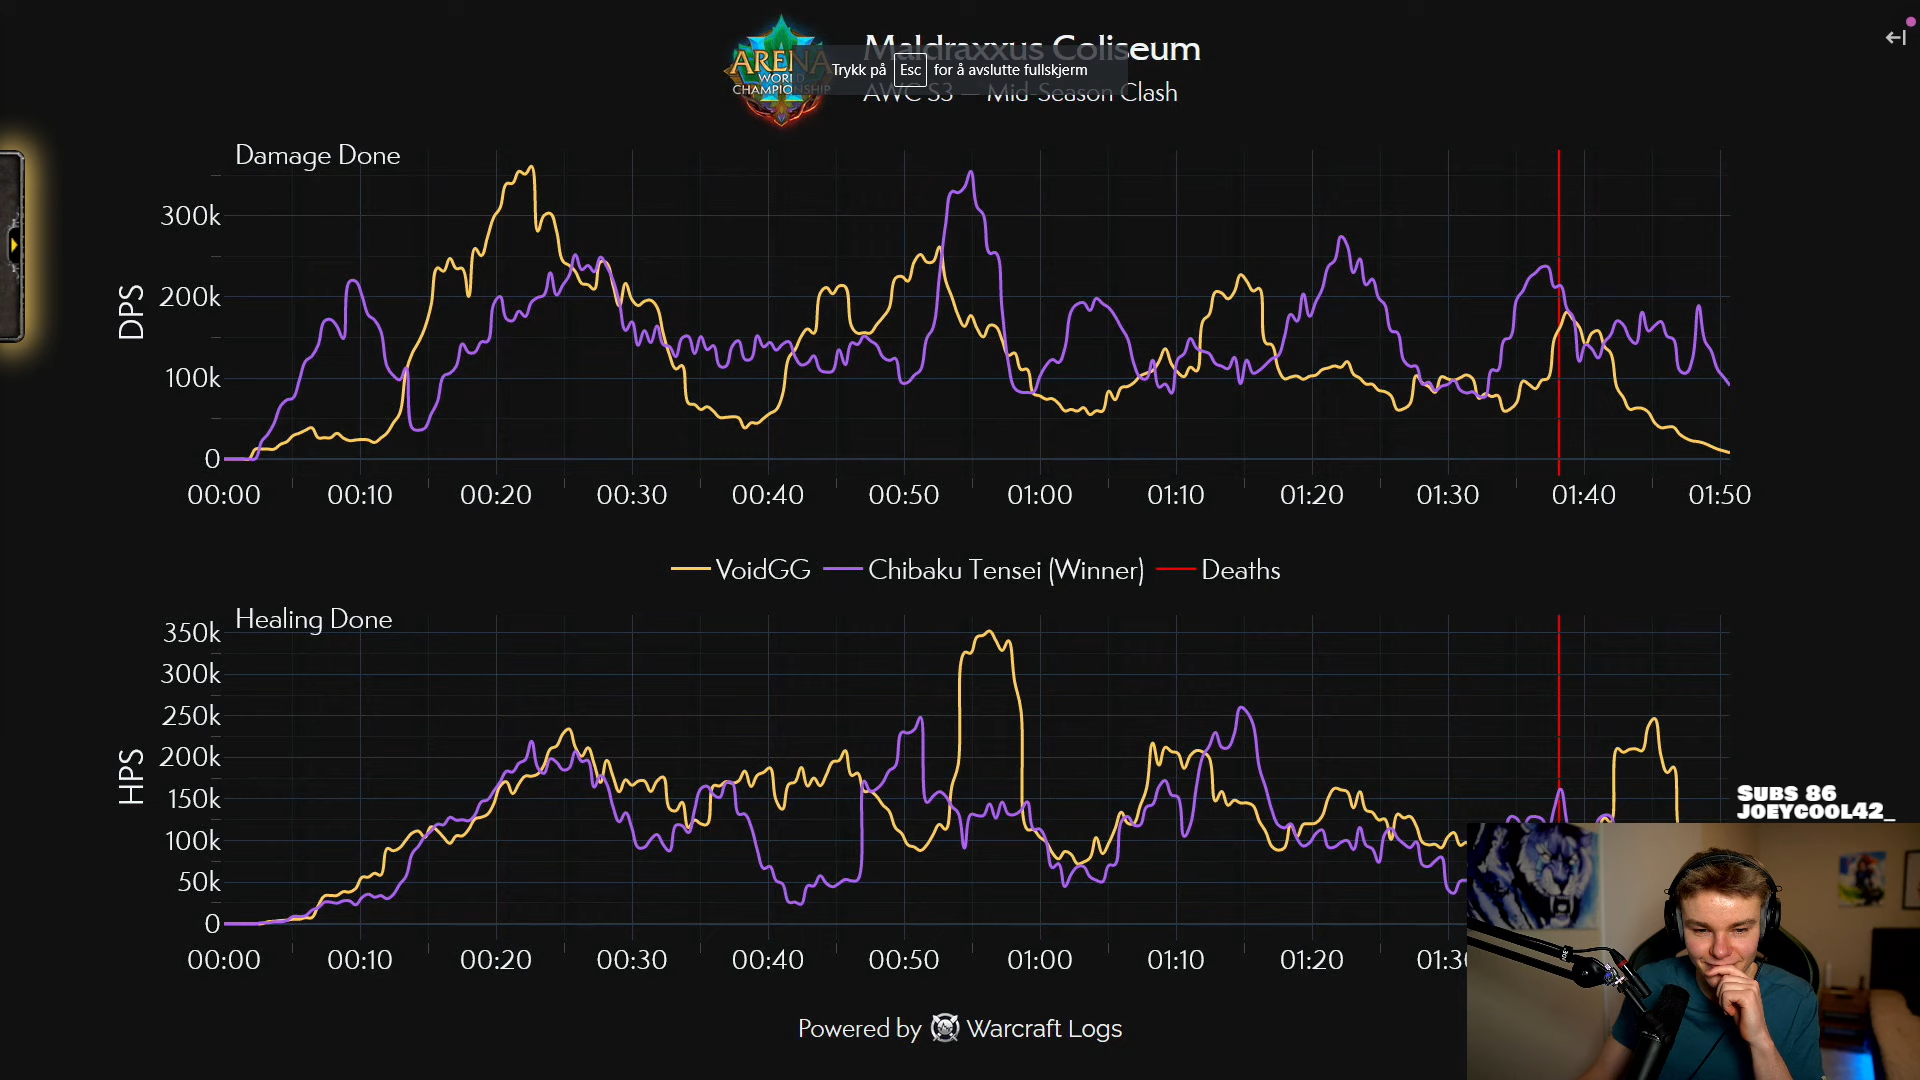 ARENA
WORLD
CHAMPIONSHIP
Maldraxxus Coliseum
Trykk på Esc for å avslutte fullskjerm
AWC S3 — Mid-Season Clash
Damage Done
DPS
300k
200k
100k
0
00:00 00:10 00:20 00:30 00:40 00:50 01:00 01:10 01:20 01:30 01:40 01:50
VoidGG Chibaku Tensei (Winner) Deaths
Healing Done
HPS
350k
300k
250k
200k
150k
100k
50k
0
00:00 00:10 00:20 00:30 00:40 00:50 01:00 01:10 01:20 01:30
SUBS 86
JOEYCOOL42_
Powered by Warcraft Logs